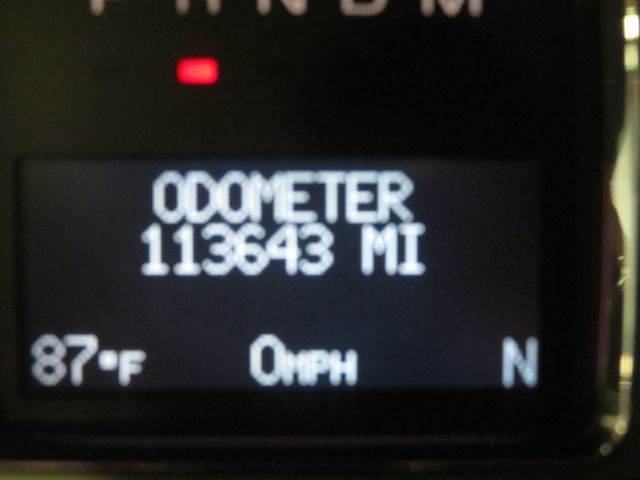 P R N D M
ODOMETER
113643 MI
87°F 0MPH N